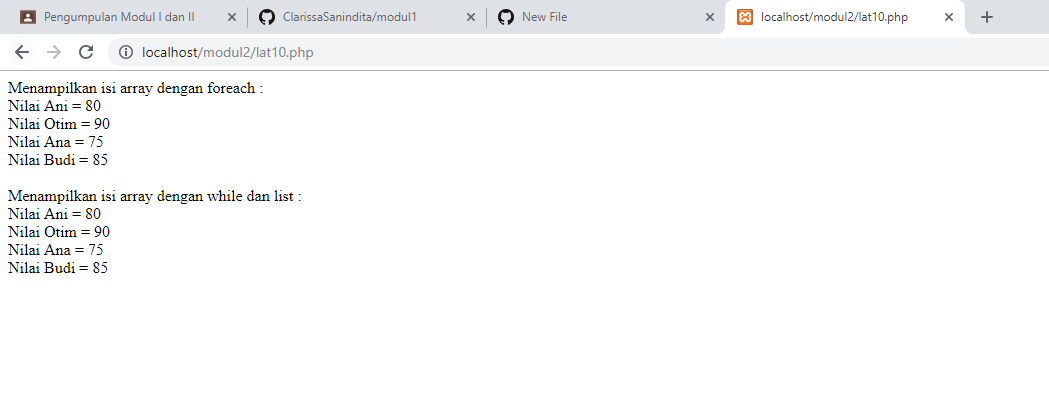 Pengumpulan Modul I dan II
ClarissaSanindita/modul1
New File
localhost/modul2/lat10.php
localhost/modul2/lat10.php
Menampilkan isi array dengan foreach :
Nilai Ani = 80
Nilai Otim = 90
Nilai Ana = 75
Nilai Budi = 85
Menampilkan isi array dengan while dan list :
Nilai Ani = 80
Nilai Otim = 90
Nilai Ana = 75
Nilai Budi = 85